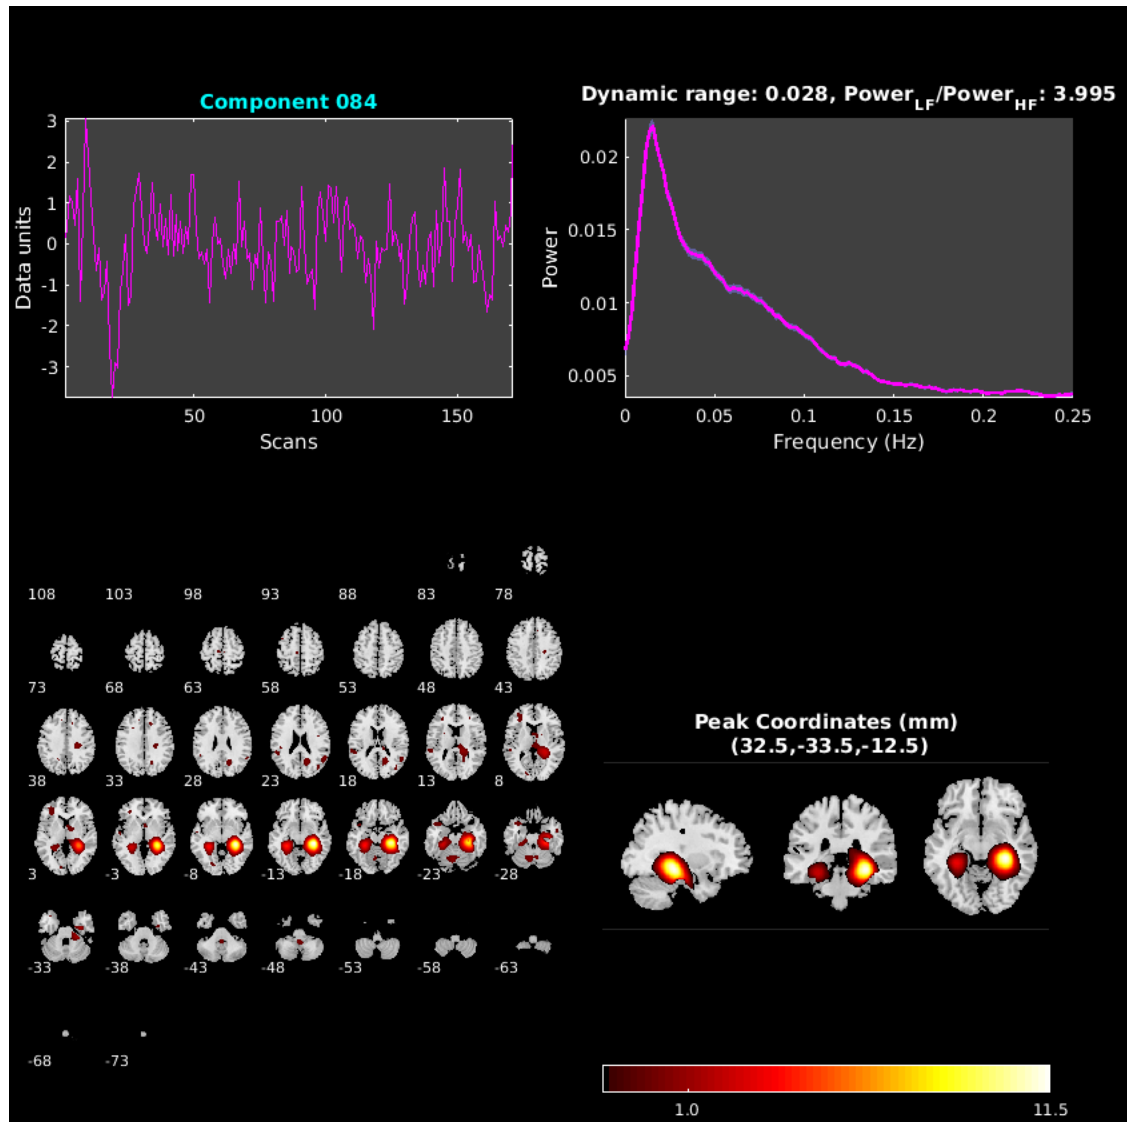 Component 084
3
2
1
0
-1
-2
-3
Data units
50 100 150
Scans
Dynamic range: 0.028, PowerLF/PowerHF: 3.995
0.02
0.015
0.01
0.005
Power
0 0.05 0.1 0.15 0.2 0.25
Frequency (Hz)
108 103 98 93 88 83 78
73 68 63 58 53 48 43
38 33 28 23 18 13 8
3 -3 -8 -13 -18 -23 -28
-33 -38 -43 -48 -53 -58 -63
-68 -73
Peak Coordinates (mm)
(32.5,-33.5,-12.5)
1.0 11.5